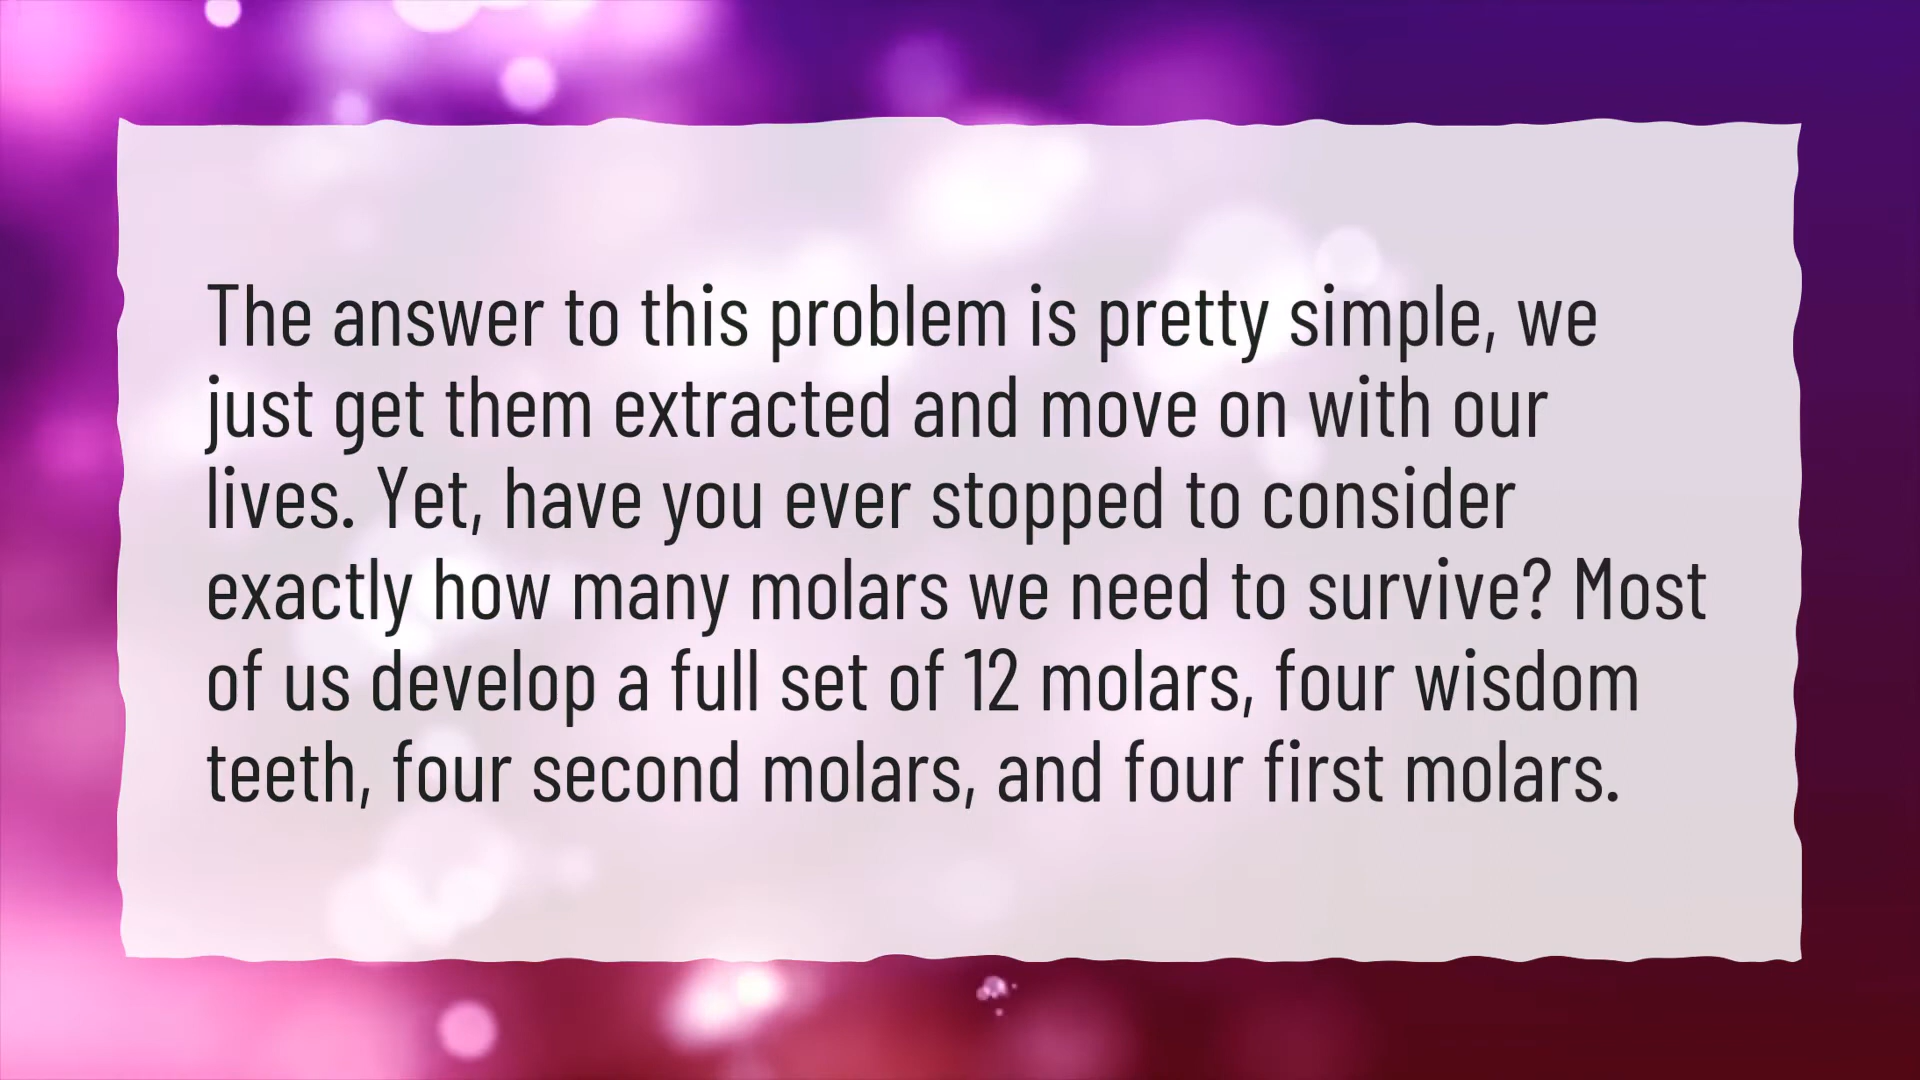 The answer to this problem is pretty simple, we
just get them extracted and move on with our
lives. Yet, have you ever stopped to consider
exactly how many molars we need to survive? Most
of us develop a full set of 12 molars, four wisdom
teeth, four second molars, and four first molars.